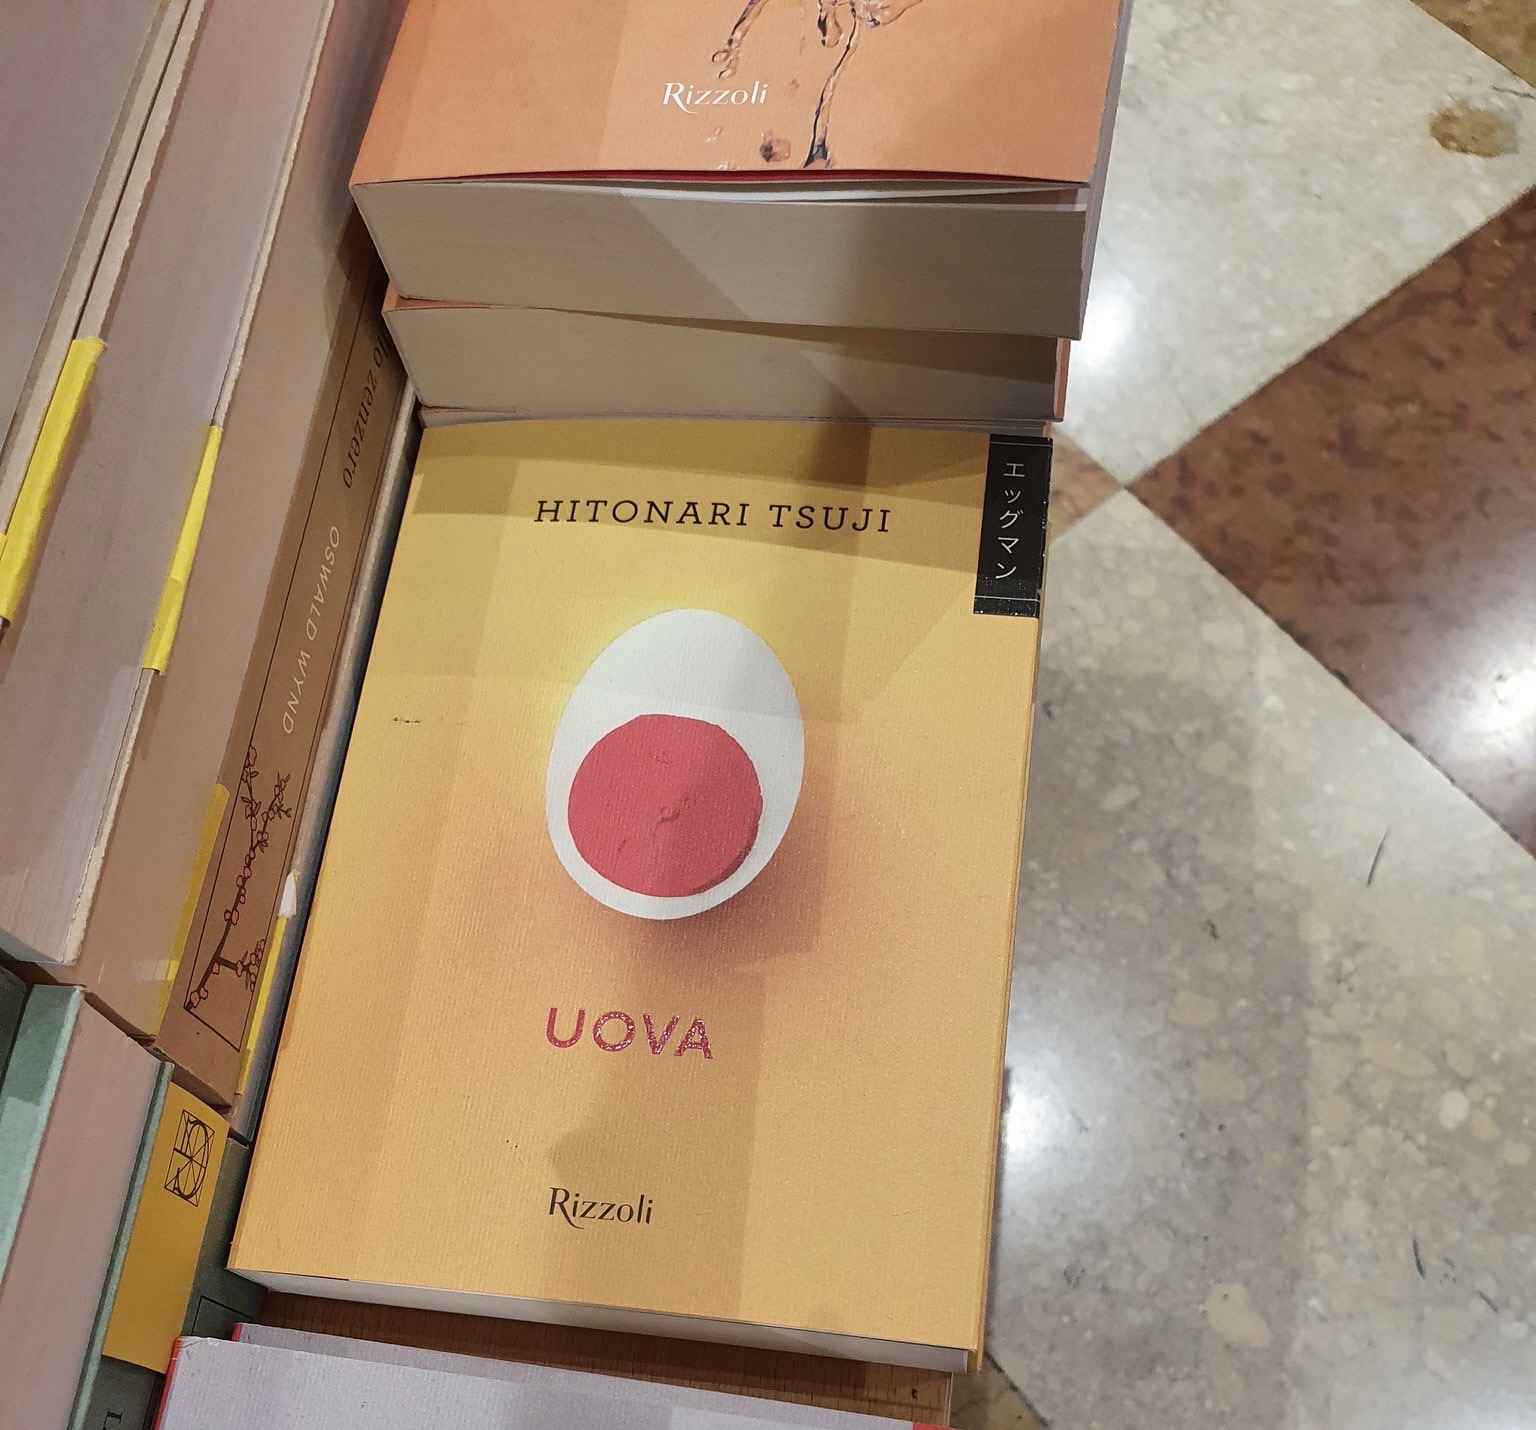 Rizzoli
HITONARI TSUJI
エッグマン
UOVA
Rizzoli
zenzero
OSWALD WYND